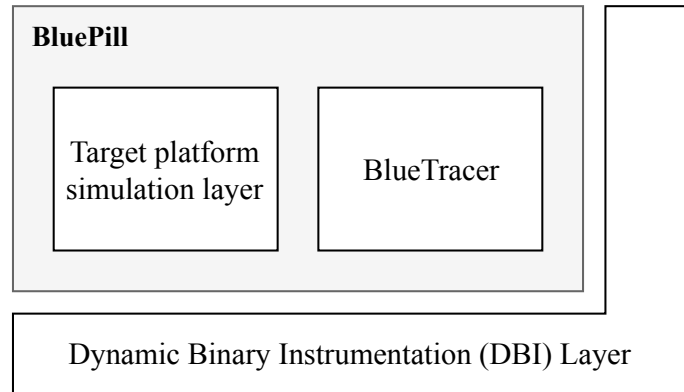 BluePill
Target platform
simulation layer
BlueTracer
Dynamic Binary Instrumentation (DBI) Layer